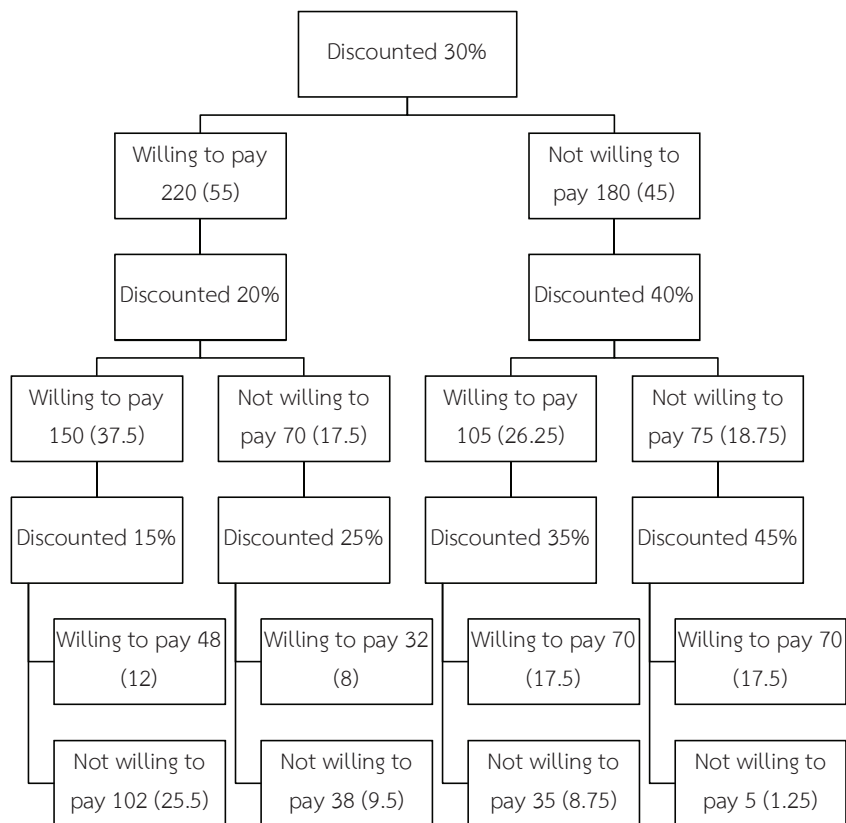 Discounted 30%
Willing to pay
220 (55)
Not willing to
pay 180 (45)
Discounted 20%
Discounted 40%
Willing to pay
150 (37.5)
Not willing to
pay 70 (17.5)
Willing to pay
105 (26.25)
Not willing to
pay 75 (18.75)
Discounted 15%
Discounted 25%
Discounted 35%
Discounted 45%
Willing to pay 48
(12)
Willing to pay 32
(8)
Willing to pay 70
(17.5)
Willing to pay 70
(17.5)
Not willing to
pay 102 (25.5)
Not willing to
pay 38 (9.5)
Not willing to
pay 35 (8.75)
Not willing to
pay 5 (1.25)